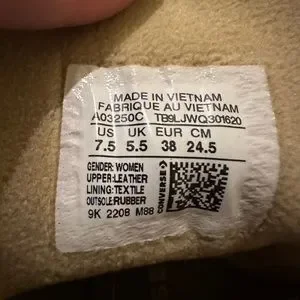 MADE IN VIETNAM
FABRIQUE AU VIETNAM
A03250C TB9LJWQ301620
US UK EUR CM
7.5 5.5 38 24.5
GENDER: WOMEN
UPPER: LEATHER
LINING: TEXTILE
OUTSOLE: RUBBER
9K 2208 M88
CONVERSE